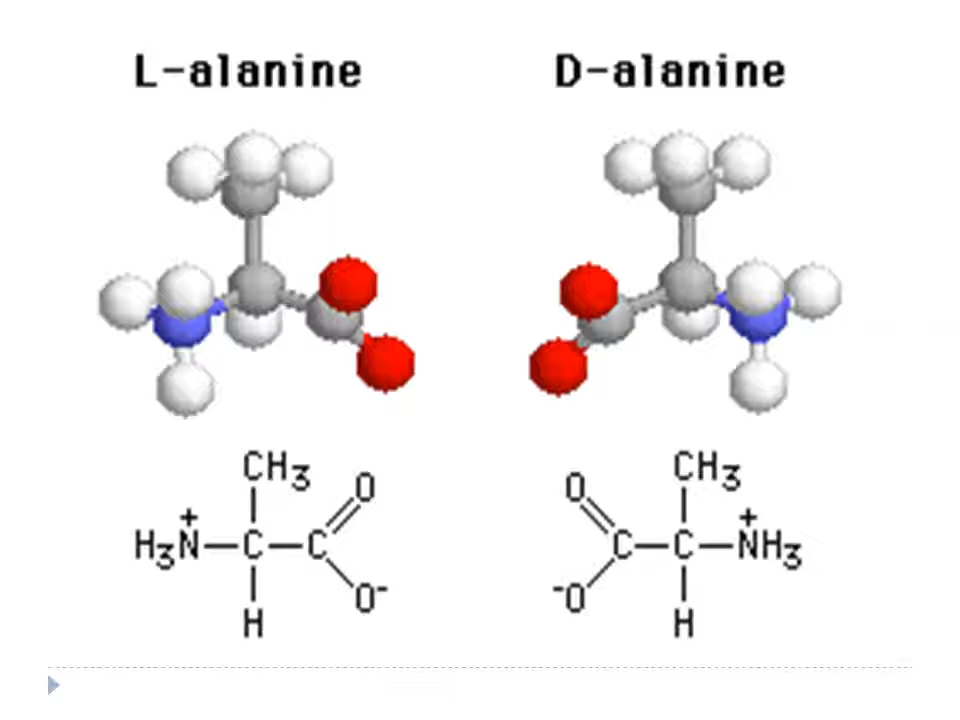 L-alanine
D-alanine
CH3
O
H3N+—C—C
O-
H
CH3
O
C—C—NH3+
-O
H